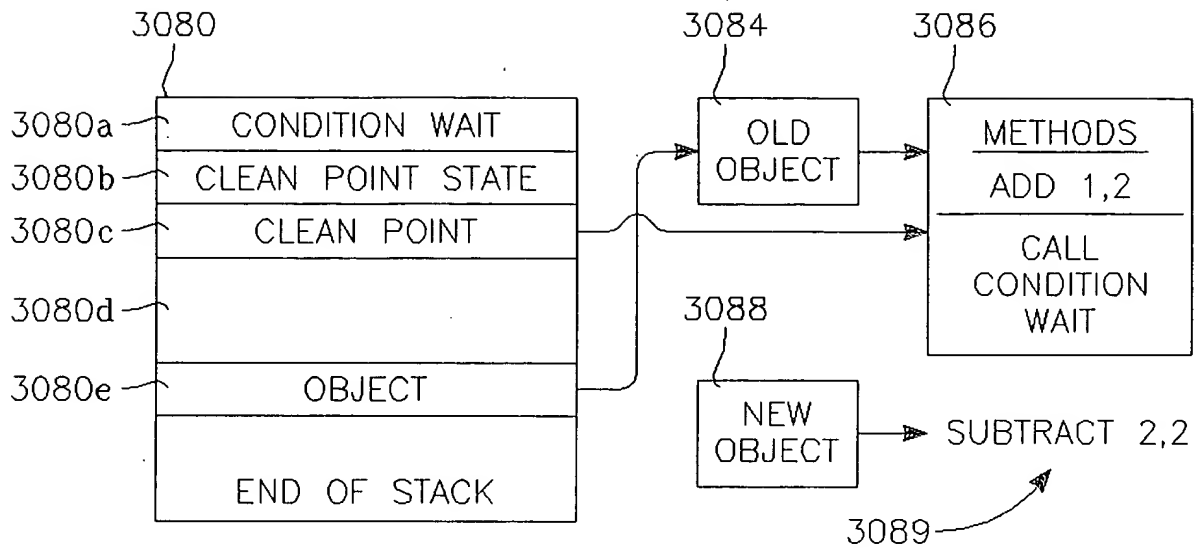 3080
3084
3086
3080a
CONDITION WAIT
3080b
CLEAN POINT STATE
3080c
CLEAN POINT
3080d
3080e
OBJECT
END OF STACK
OLD
OBJECT
METHODS
ADD 1,2
CALL
CONDITION
WAIT
3088
NEW
OBJECT
SUBTRACT 2,2
3089